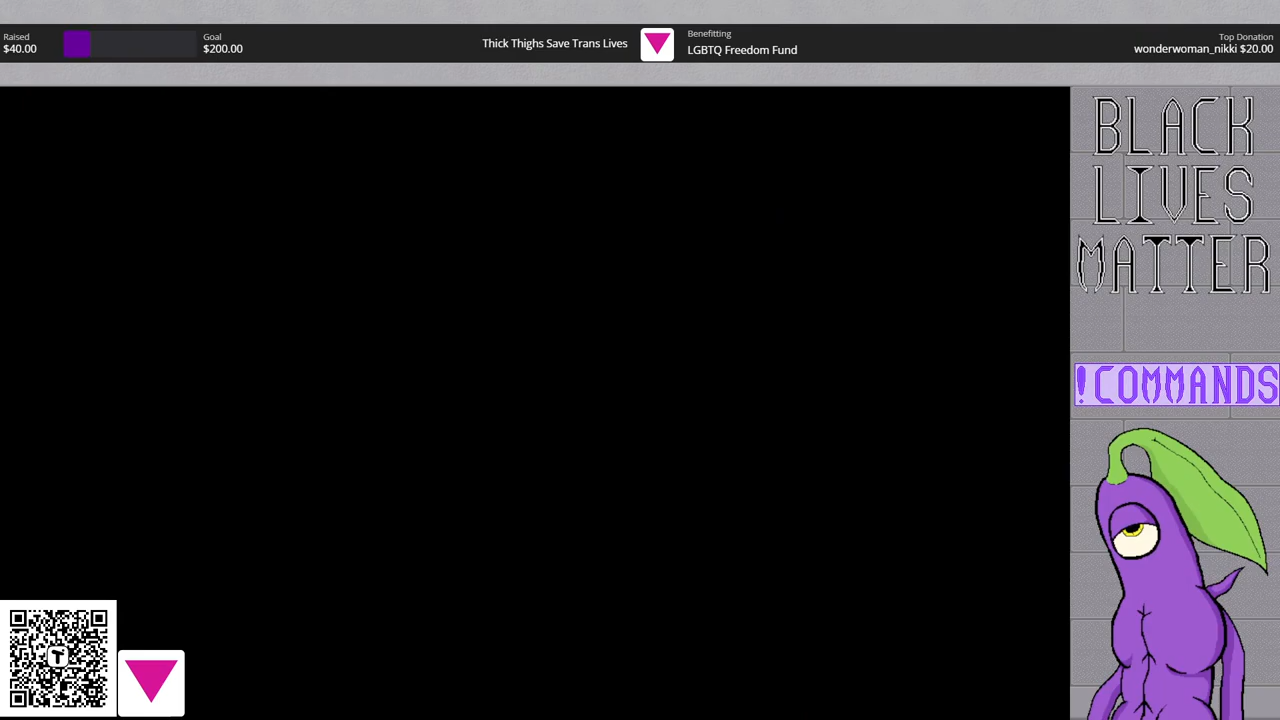 Raised
$40.00
Goal
$200.00
Thick Thighs Save Trans Lives
Benefitting
LGBTQ Freedom Fund
Top Donation
wonderwoman_nikki $20.00
BLACK
LIVES
MATTER
!COMMANDS
T